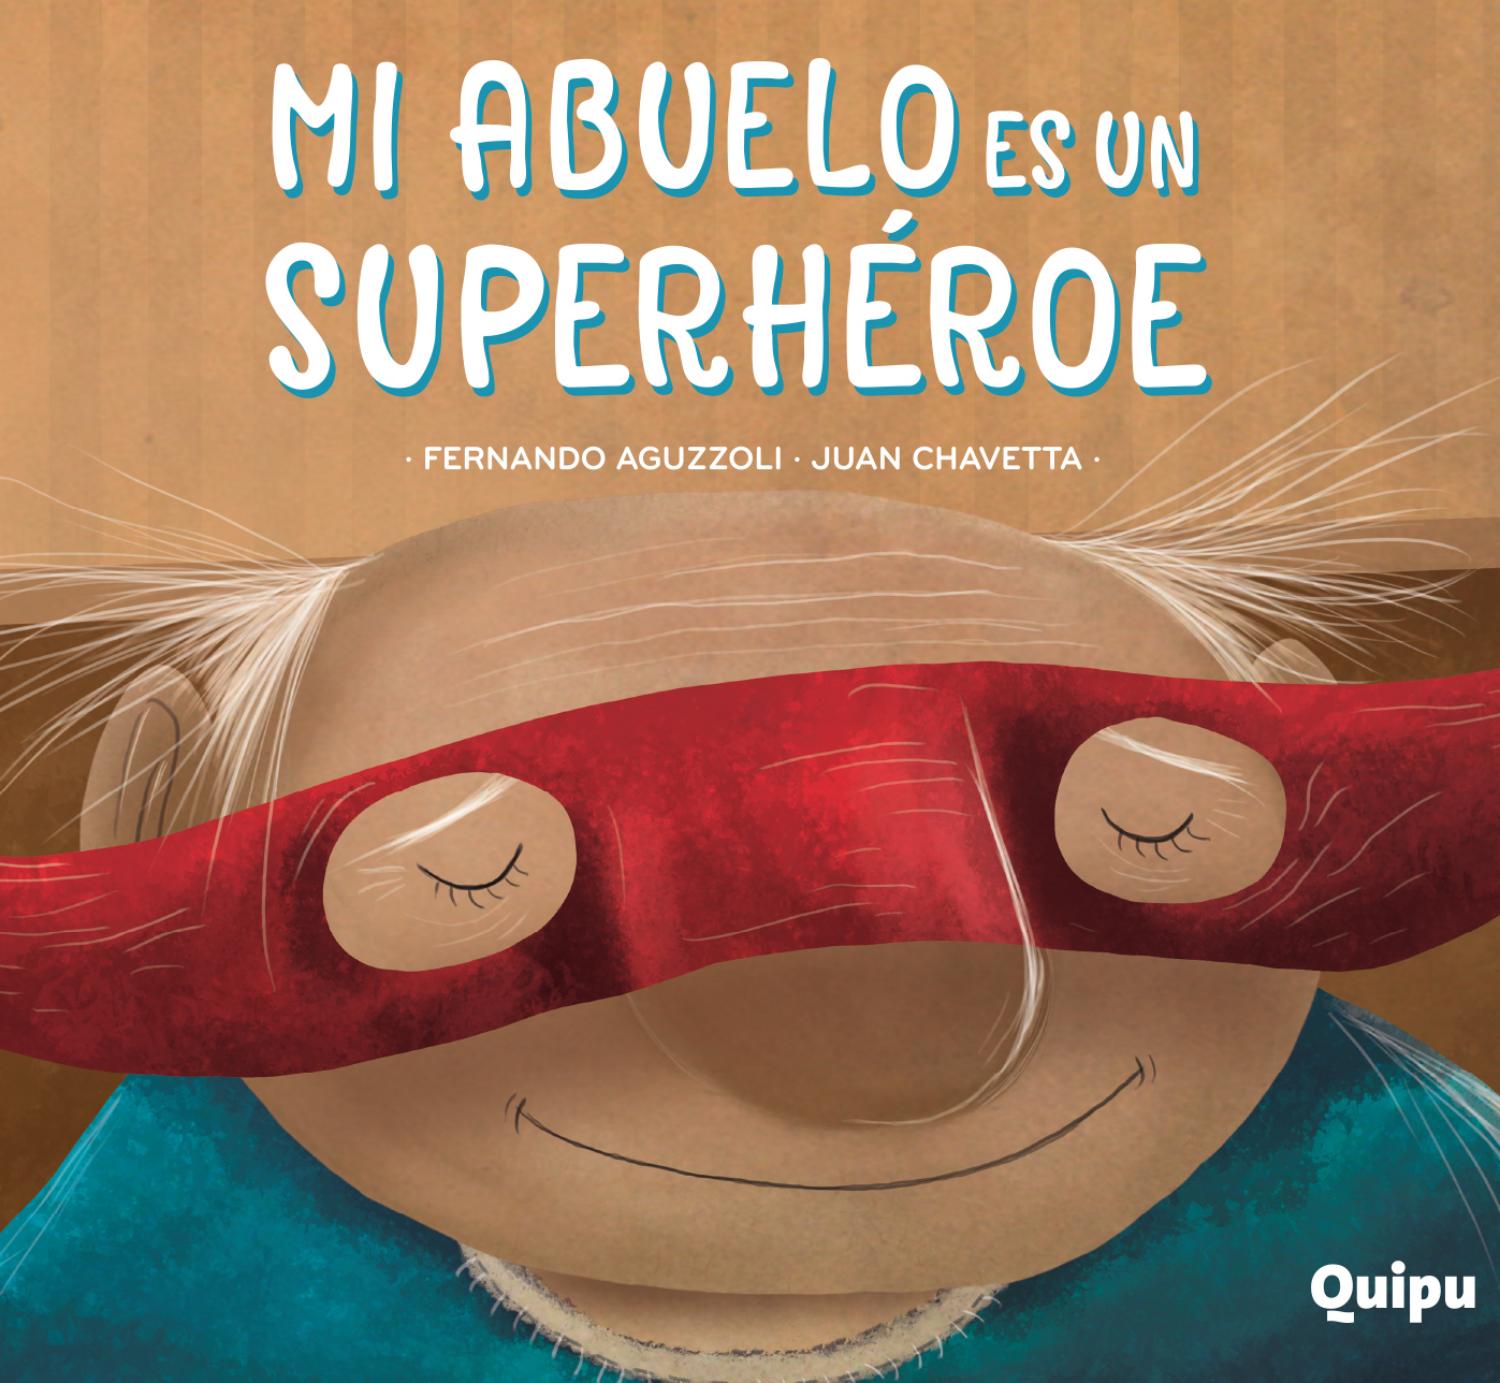 MI ABUELO ES UN
SUPERHÉROE
· FERNANDO AGUZZOLI · JUAN CHAVETTA ·
Quipu